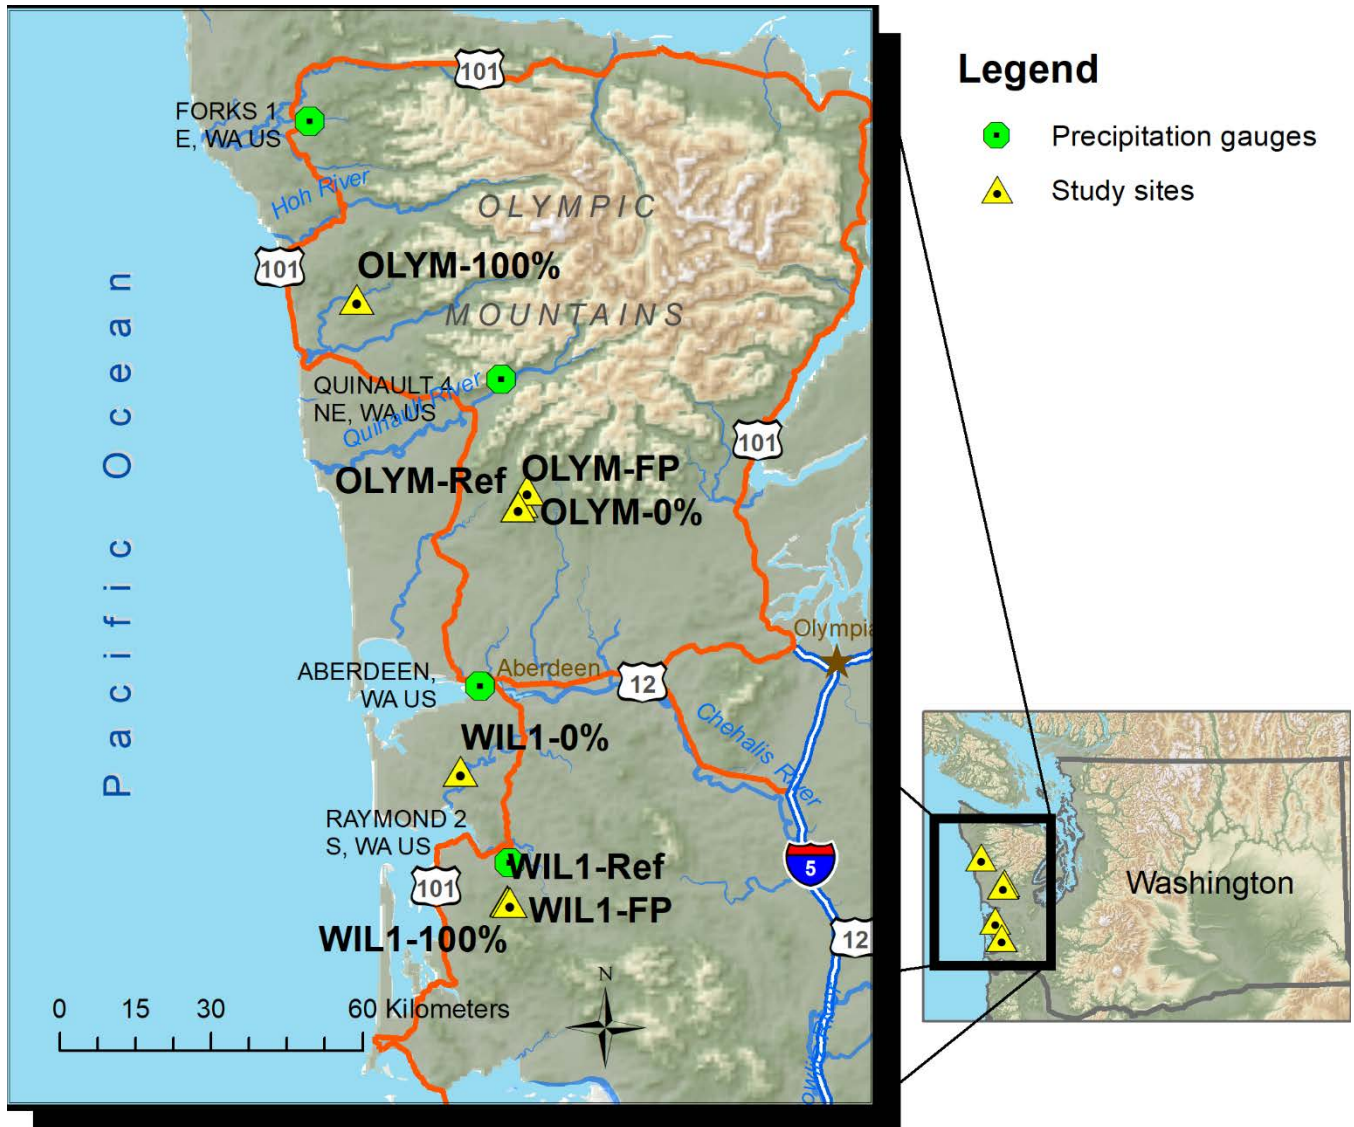 Legend
Precipitation gauges
Study sites
101
FORKS 1
E, WA US
Hoh River
OLYMPIC
101
OLYM-100%
MOUNTAINS
Pacific Ocean
QUINAULT 4
NE, WA US
Quinault River
101
OLYM-FP
OLYM-Ref
OLYM-0%
Olympia
ABERDEEN,
WA US
Aberdeen
12
Chehalis River
WIL1-0%
RAYMOND 2
S, WA US
WIL1-Ref
5
101
WIL1-FP
WIL1-100%
12
Washington
N
0 15 30 60 Kilometers